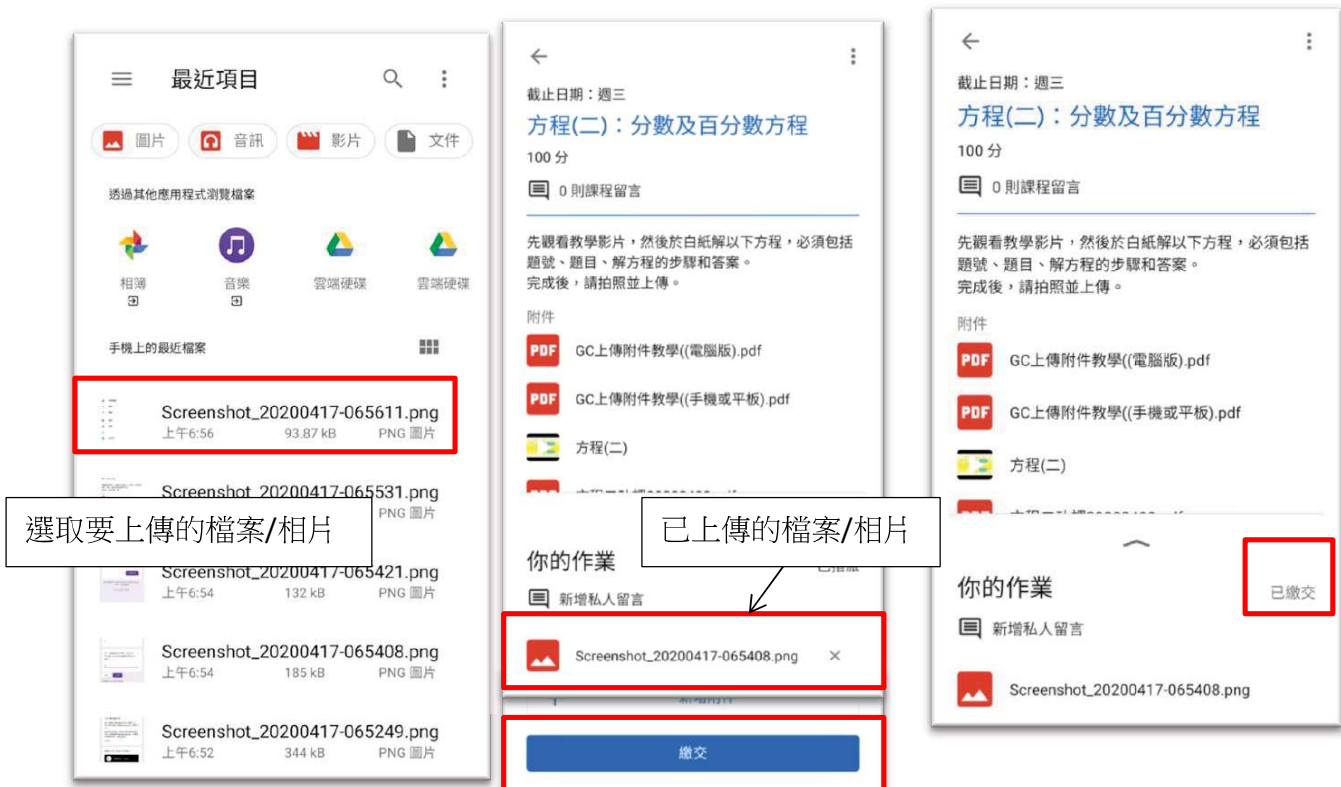 最近項目
圖片
音訊
影片
文件
透過其他應用程式瀏覽檔案
相簿
音樂
雲端硬碟
雲端硬碟
手機上的最近檔案
Screenshot_20200417-065611.png
上午6:56 93.87 kB PNG 圖片
Screenshot_20200417-065531.png
PNG 圖片
選取要上傳的檔案/相片
Screenshot_20200417-065421.png
上午6:54 132 kB PNG 圖片
Screenshot_20200417-065408.png
上午6:54 185 kB PNG 圖片
Screenshot_20200417-065249.png
上午6:52 344 kB PNG 圖片
截止日期：週三
方程(二)：分數及百分數方程
100 分
0 則課程留言
先觀看教學影片，然後於白紙解以下方程，必須包括
題號、題目、解方程的步驟和答案。
完成後，請拍照並上傳。
附件
PDF GC上傳附件教學((電腦版).pdf
PDF GC上傳附件教學((手機或平板).pdf
方程(二)
已上傳的檔案/相片
你的作業
新增私人留言
Screenshot_20200417-065408.png
繳交
截止日期：週三
方程(二)：分數及百分數方程
100 分
0 則課程留言
先觀看教學影片，然後於白紙解以下方程，必須包括
題號、題目、解方程的步驟和答案。
完成後，請拍照並上傳。
附件
PDF GC上傳附件教學((電腦版).pdf
PDF GC上傳附件教學((手機或平板).pdf
方程(二)
你的作業
已繳交
新增私人留言
Screenshot_20200417-065408.png